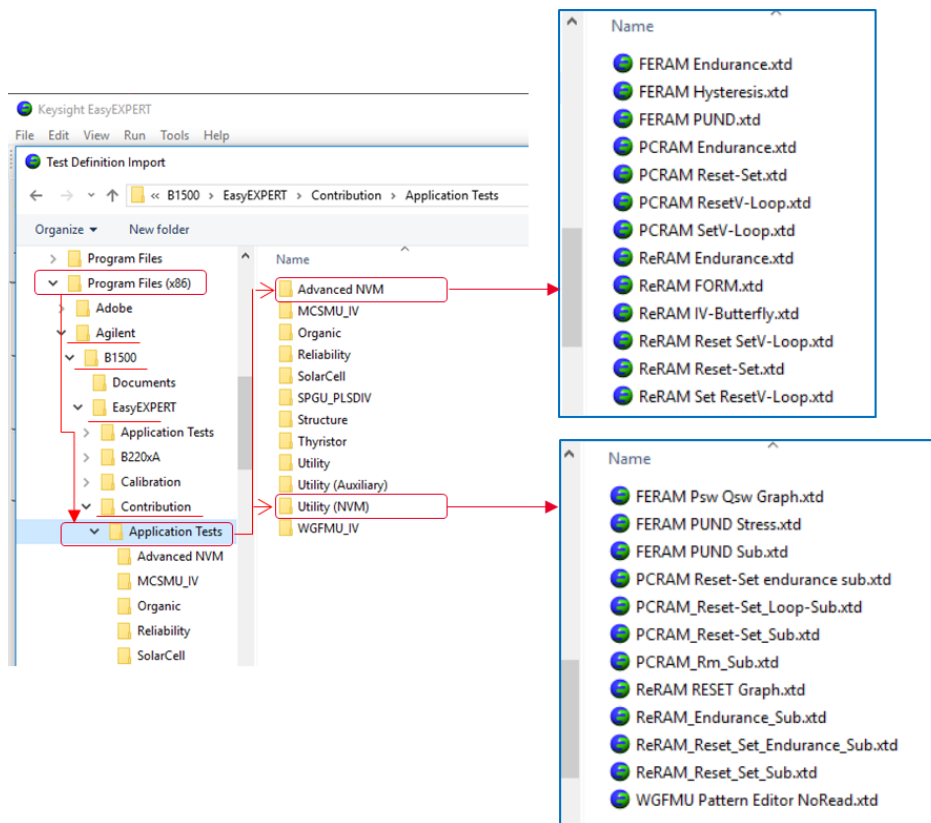 Keysight EasyEXPERT
File Edit View Run Tools Help
Test Definition Import
« B1500 > EasyEXPERT > Contribution > Application Tests
Organize New folder
Program Files
Program Files (x86)
Adobe
Agilent
B1500
Documents
EasyEXPERT
Application Tests
B220xA
Calibration
Contribution
Application Tests
Advanced NVM
MCSMU_IV
Organic
Reliability
SolarCell
Name
Advanced NVM
MCSMU_IV
Organic
Reliability
SolarCell
SPGU_PLSDIV
Structure
Thyristor
Utility
Utility (Auxiliary)
Utility (NVM)
WGFMU_IV
Name
FERAM Endurance.xtd
FERAM Hysteresis.xtd
FERAM PUND.xtd
PCRAM Endurance.xtd
PCRAM Reset-Set.xtd
PCRAM ResetV-Loop.xtd
PCRAM SetV-Loop.xtd
ReRAM Endurance.xtd
ReRAM FORM.xtd
ReRAM IV-Butterfly.xtd
ReRAM Reset SetV-Loop.xtd
ReRAM Reset-Set.xtd
ReRAM Set ResetV-Loop.xtd
Name
FERAM Psw Qsw Graph.xtd
FERAM PUND Stress.xtd
FERAM PUND Sub.xtd
PCRAM Reset-Set endurance sub.xtd
PCRAM_Reset-Set_Loop-Sub.xtd
PCRAM_Reset-Set_Sub.xtd
PCRAM_Rm_Sub.xtd
ReRAM RESET Graph.xtd
ReRAM_Endurance_Sub.xtd
ReRAM_Reset_Set_Endurance_Sub.xtd
ReRAM_Reset_Set_Sub.xtd
WGFMU Pattern Editor NoRead.xtd